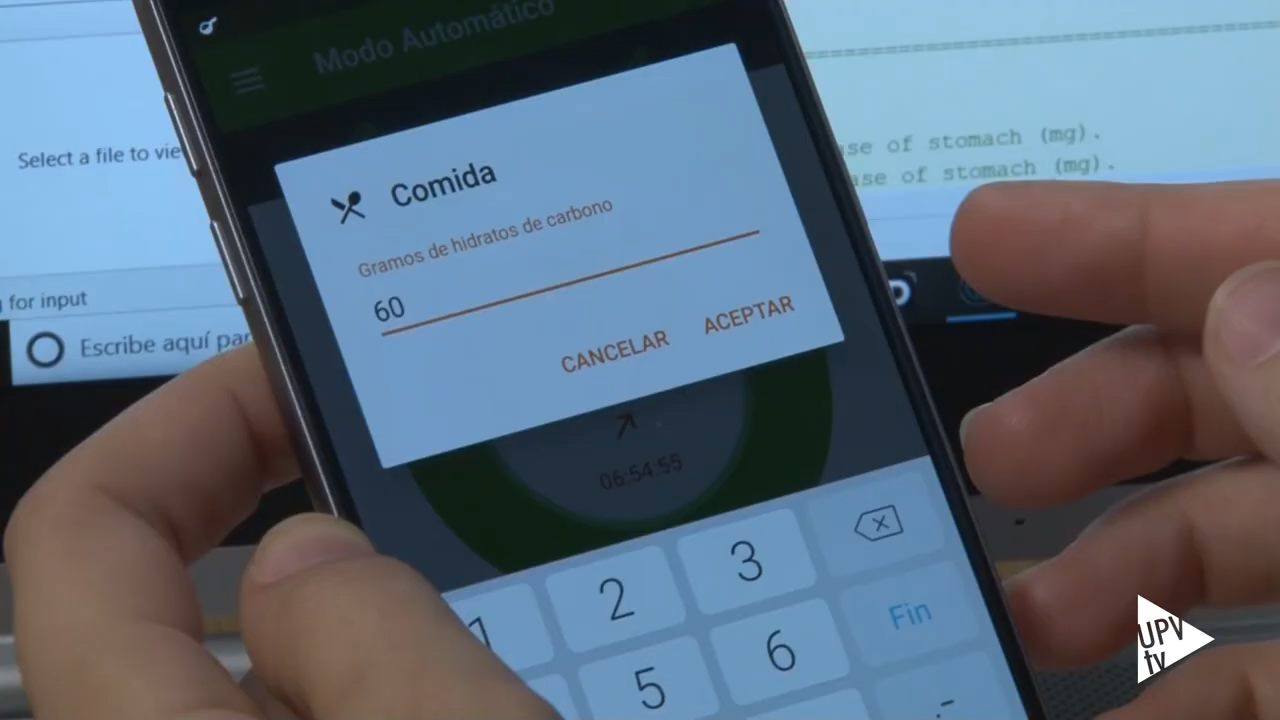 Modo Automático
Select a file to vie
ase of stomach (mg).
ase of stomach (mg).
Comida
Gramos de hidratos de carbono
60
CANCELAR
ACEPTAR
for input
Escribe aquí par
06:54:55
1
2
3
5
6
Fin
.-
UPV
tv